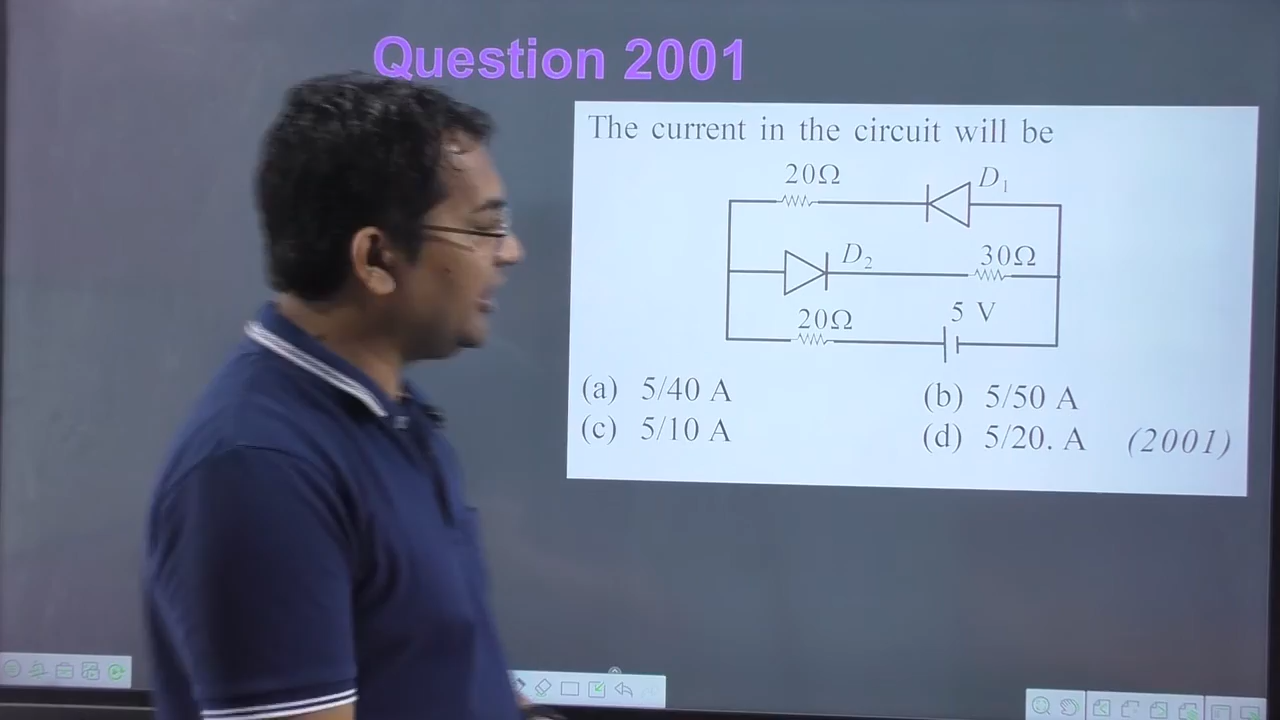 Question 2001
The current in the circuit will be
20Ω D₁
D₂ 30Ω
20Ω 5 V
(a) 5/40 A (b) 5/50 A
(c) 5/10 A (d) 5/20. A (2001)